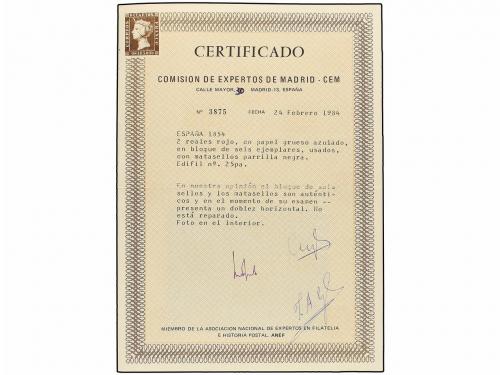 CERTIFICADO
COMISION DE EXPERTOS DE MADRID - CEM
CALLE MAYOR, 30 MADRID-13, ESPAÑA
Nº 3875 FECHA 24 Febrero 1984
ESPAÑA 1854
2 reales rojo, en papel grueso azulado,
en bloque de seis ejemplares, usados,
con matasellos parrilla negra.
Edifil nº. 25pa.
En nuestra opinión el bloque de seis
sellos y los matasellos son auténti-
cos y en el momento de su examen --
presenta un doblez horizontal. No
está reparado.
Foto en el interior.
MIEMBRO DE LA ASOCIACION NACIONAL DE EXPERTOS EN FILATELIA
E HISTORIA POSTAL. ANEF